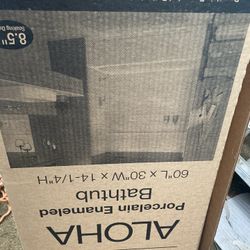 ALOHA
Porcelain Enameled
Bathtub
60"L x 30"W x 14-1/4"H
8.5"